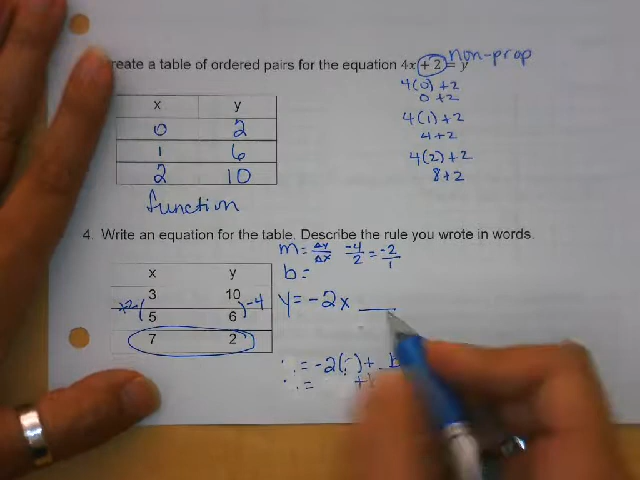 reate a table of ordered pairs for the equation 4x + 2 = y non-prop
x y
0 2
1 6
2 10
4(0) +2
0 +2
4(1) +2
4 +2
4(2) +2
8+2
function
4. Write an equation for the table. Describe the rule you wrote in words.
x y
3 10
5 6
7 2
+2
-4
m = Δy/Δx -4/2 = -2/1
b =
y = -2x __
= -2( ) + b
= +b